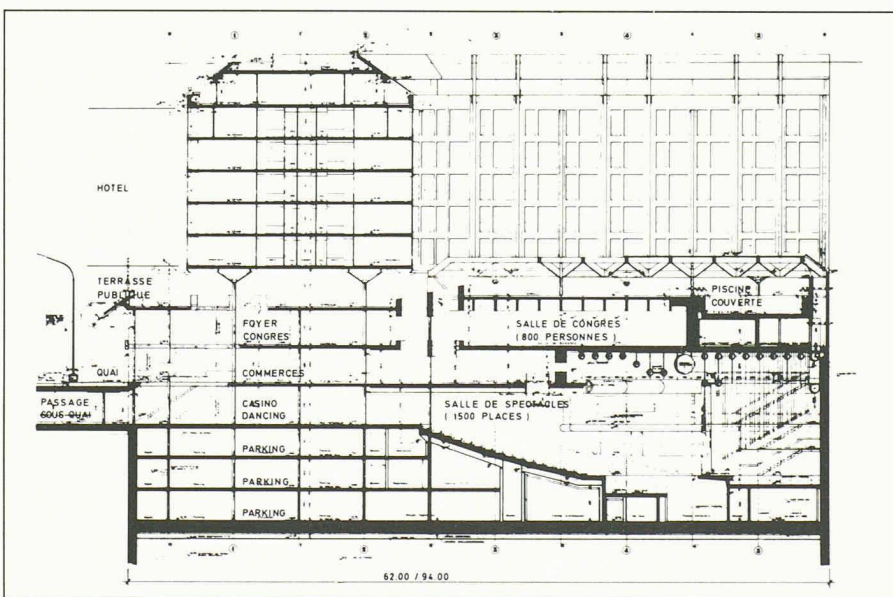 HOTEL
TERRASSE
PUBLIQUE
PISCINE
COUVERTE
FOYER
CONGRES
SALLE DE CONGRES
(800 PERSONNES)
QUAI
COMMERCES
PASSAGE
SOUS-QUAI
CASINO
DANCING
SALLE DE SPECTACLES
(1500 PLACES)
PARKING
PARKING
PARKING
62.00 / 94.00